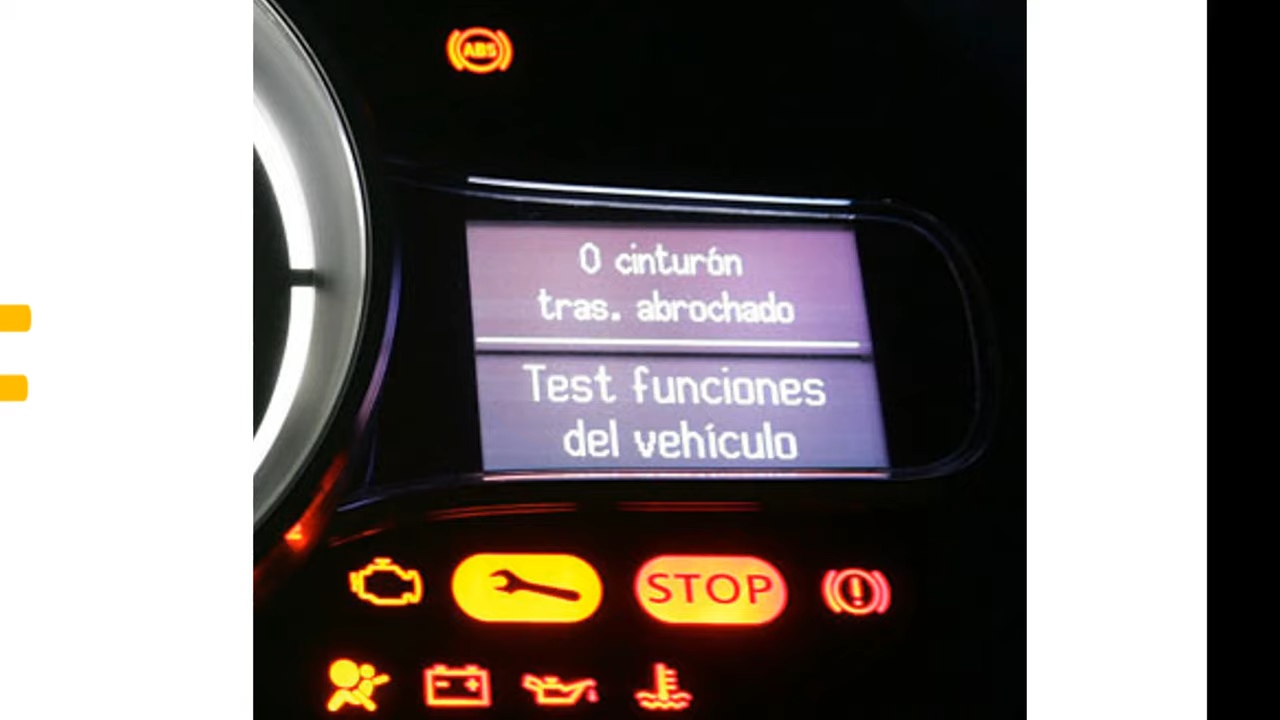 ABS
0 cinturón
tras. abrochado
Test funciones
del vehículo
STOP